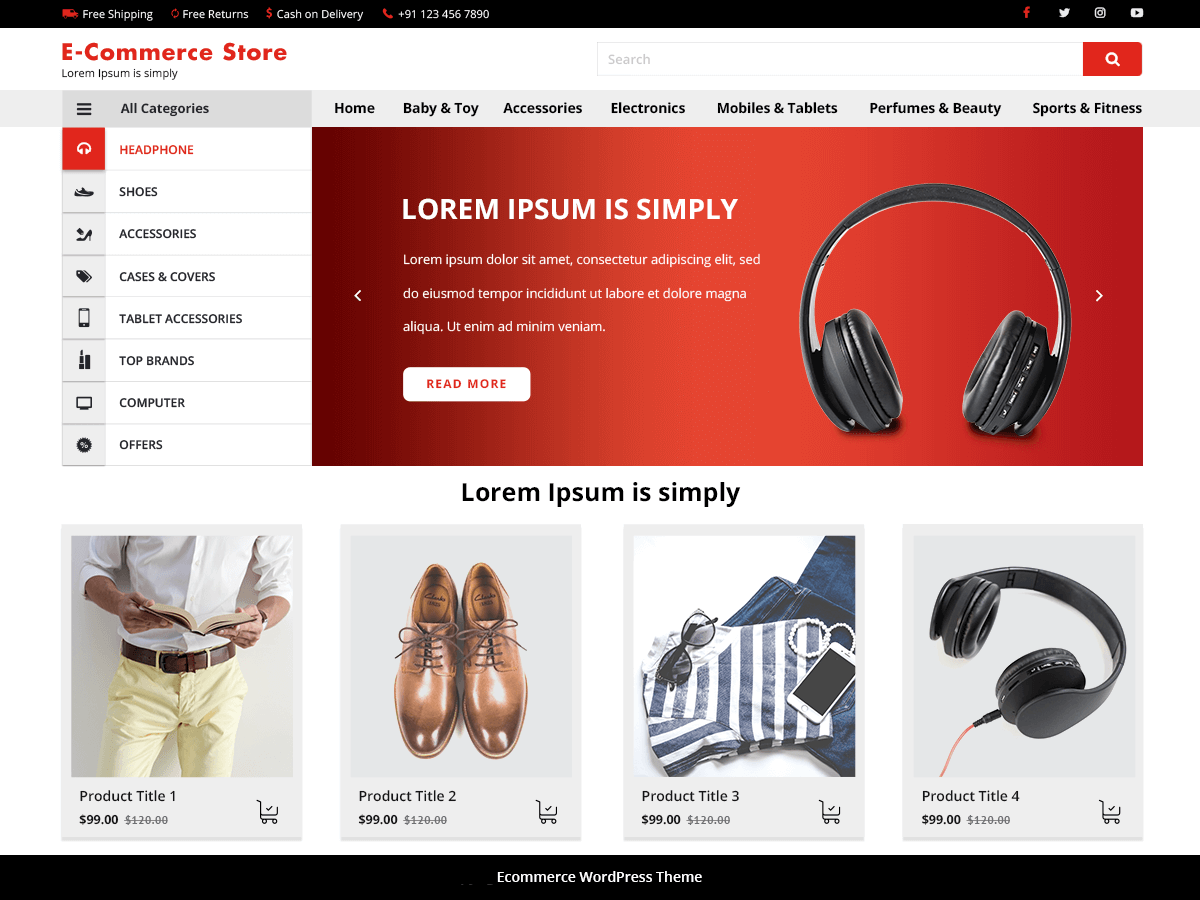 Free Shipping Free Returns $ Cash on Delivery +91 123 456 7890
E-Commerce Store
Lorem Ipsum is simply
Search
All Categories Home Baby & Toy Accessories Electronics Mobiles & Tablets Perfumes & Beauty Sports & Fitness
HEADPHONE
SHOES
ACCESSORIES
CASES & COVERS
TABLET ACCESSORIES
TOP BRANDS
COMPUTER
% OFFERS
LOREM IPSUM IS SIMPLY
Lorem ipsum dolor sit amet, consectetur adipiscing elit, sed
do eiusmod tempor incididunt ut labore et dolore magna
aliqua. Ut enim ad minim veniam.
READ MORE
Lorem Ipsum is simply
Clarks Clarks
Product Title 1
$99.00 $120.00
Product Title 2
$99.00 $120.00
Product Title 3
$99.00 $120.00
Product Title 4
$99.00 $120.00
Ecommerce WordPress Theme